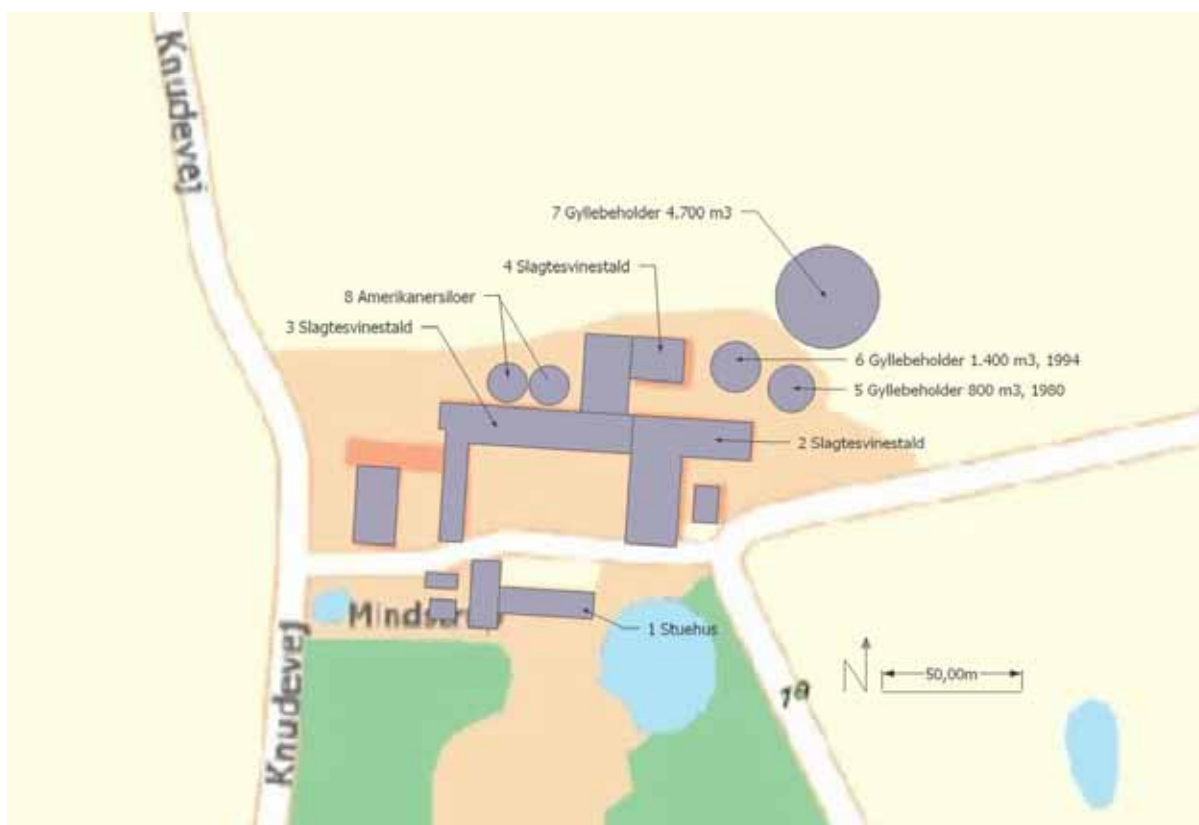 Knudevej
7 Gyllebeholder 4.700 m3
4 Slagtesvinestald
8 Amerikanersiloer
3 Slagtesvinestald
6 Gyllebeholder 1.400 m3, 1994
5 Gyllebeholder 800 m3, 1980
2 Slagtesvinestald
1 Stuehus
N
50,00m
Knudevej